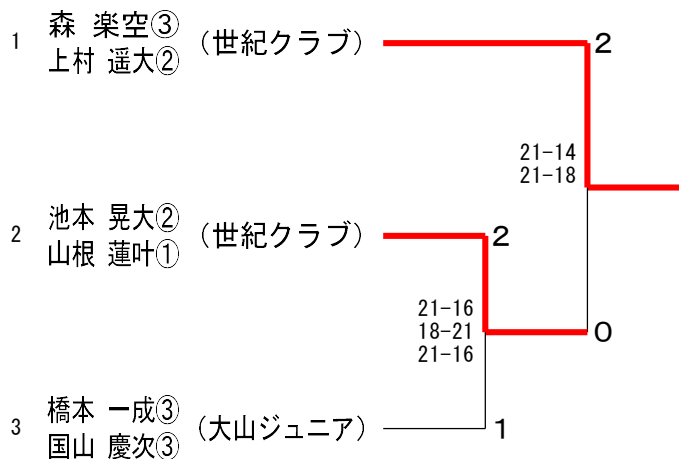 1 森 楽空③ (世紀クラブ) 2
上村 遥大②
21-14
21-18
2 池本 晃大② (世紀クラブ) 2
山根 蓮叶①
21-16
18-21 0
21-16
3 橋本 一成③ (大山ジュニア) 1
国山 慶次③